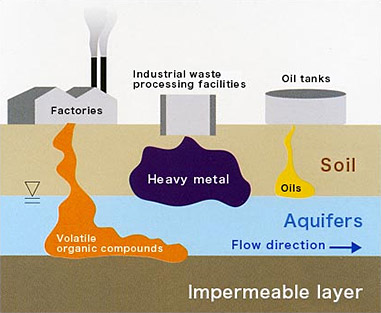 Industrial waste
processing facilities
Oil tanks
Factories
Soil
Heavy metal
Oils
Aquifers
Volatile
organic compounds
Flow direction
Impermeable layer